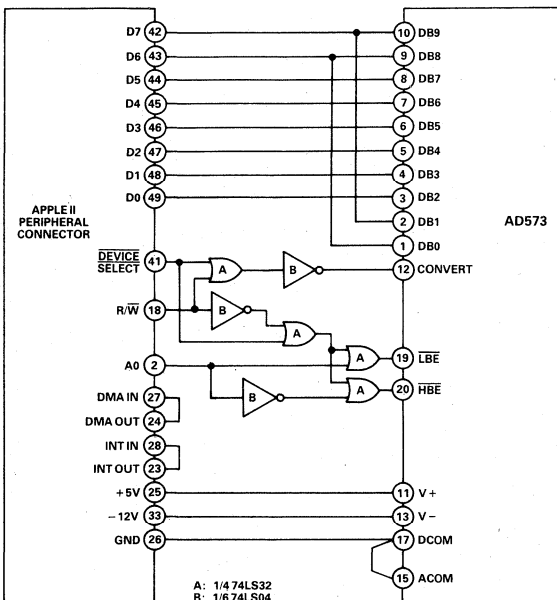 D7 42 10 DB9
D6 43 9 DB8
D5 44 8 DB7
D4 45 7 DB6
D3 46 6 DB5
D2 47 5 DB4
D1 48 4 DB3
D0 49 3 DB2
APPLE II
PERIPHERAL
CONNECTOR
2 DB1
AD573
1 DB0
DEVICE
SELECT 41 A B 12 CONVERT
R/W 18 B A
A0 2 A 19 LBE
DMA IN 27 B A 20 HBE
DMA OUT 24
INT IN 28
INT OUT 23
+5V 25 11 V+
−12V 33 13 V−
GND 26 17 DCOM
15 ACOM
A: 1/4 74LS32
B: 1/6 74LS04